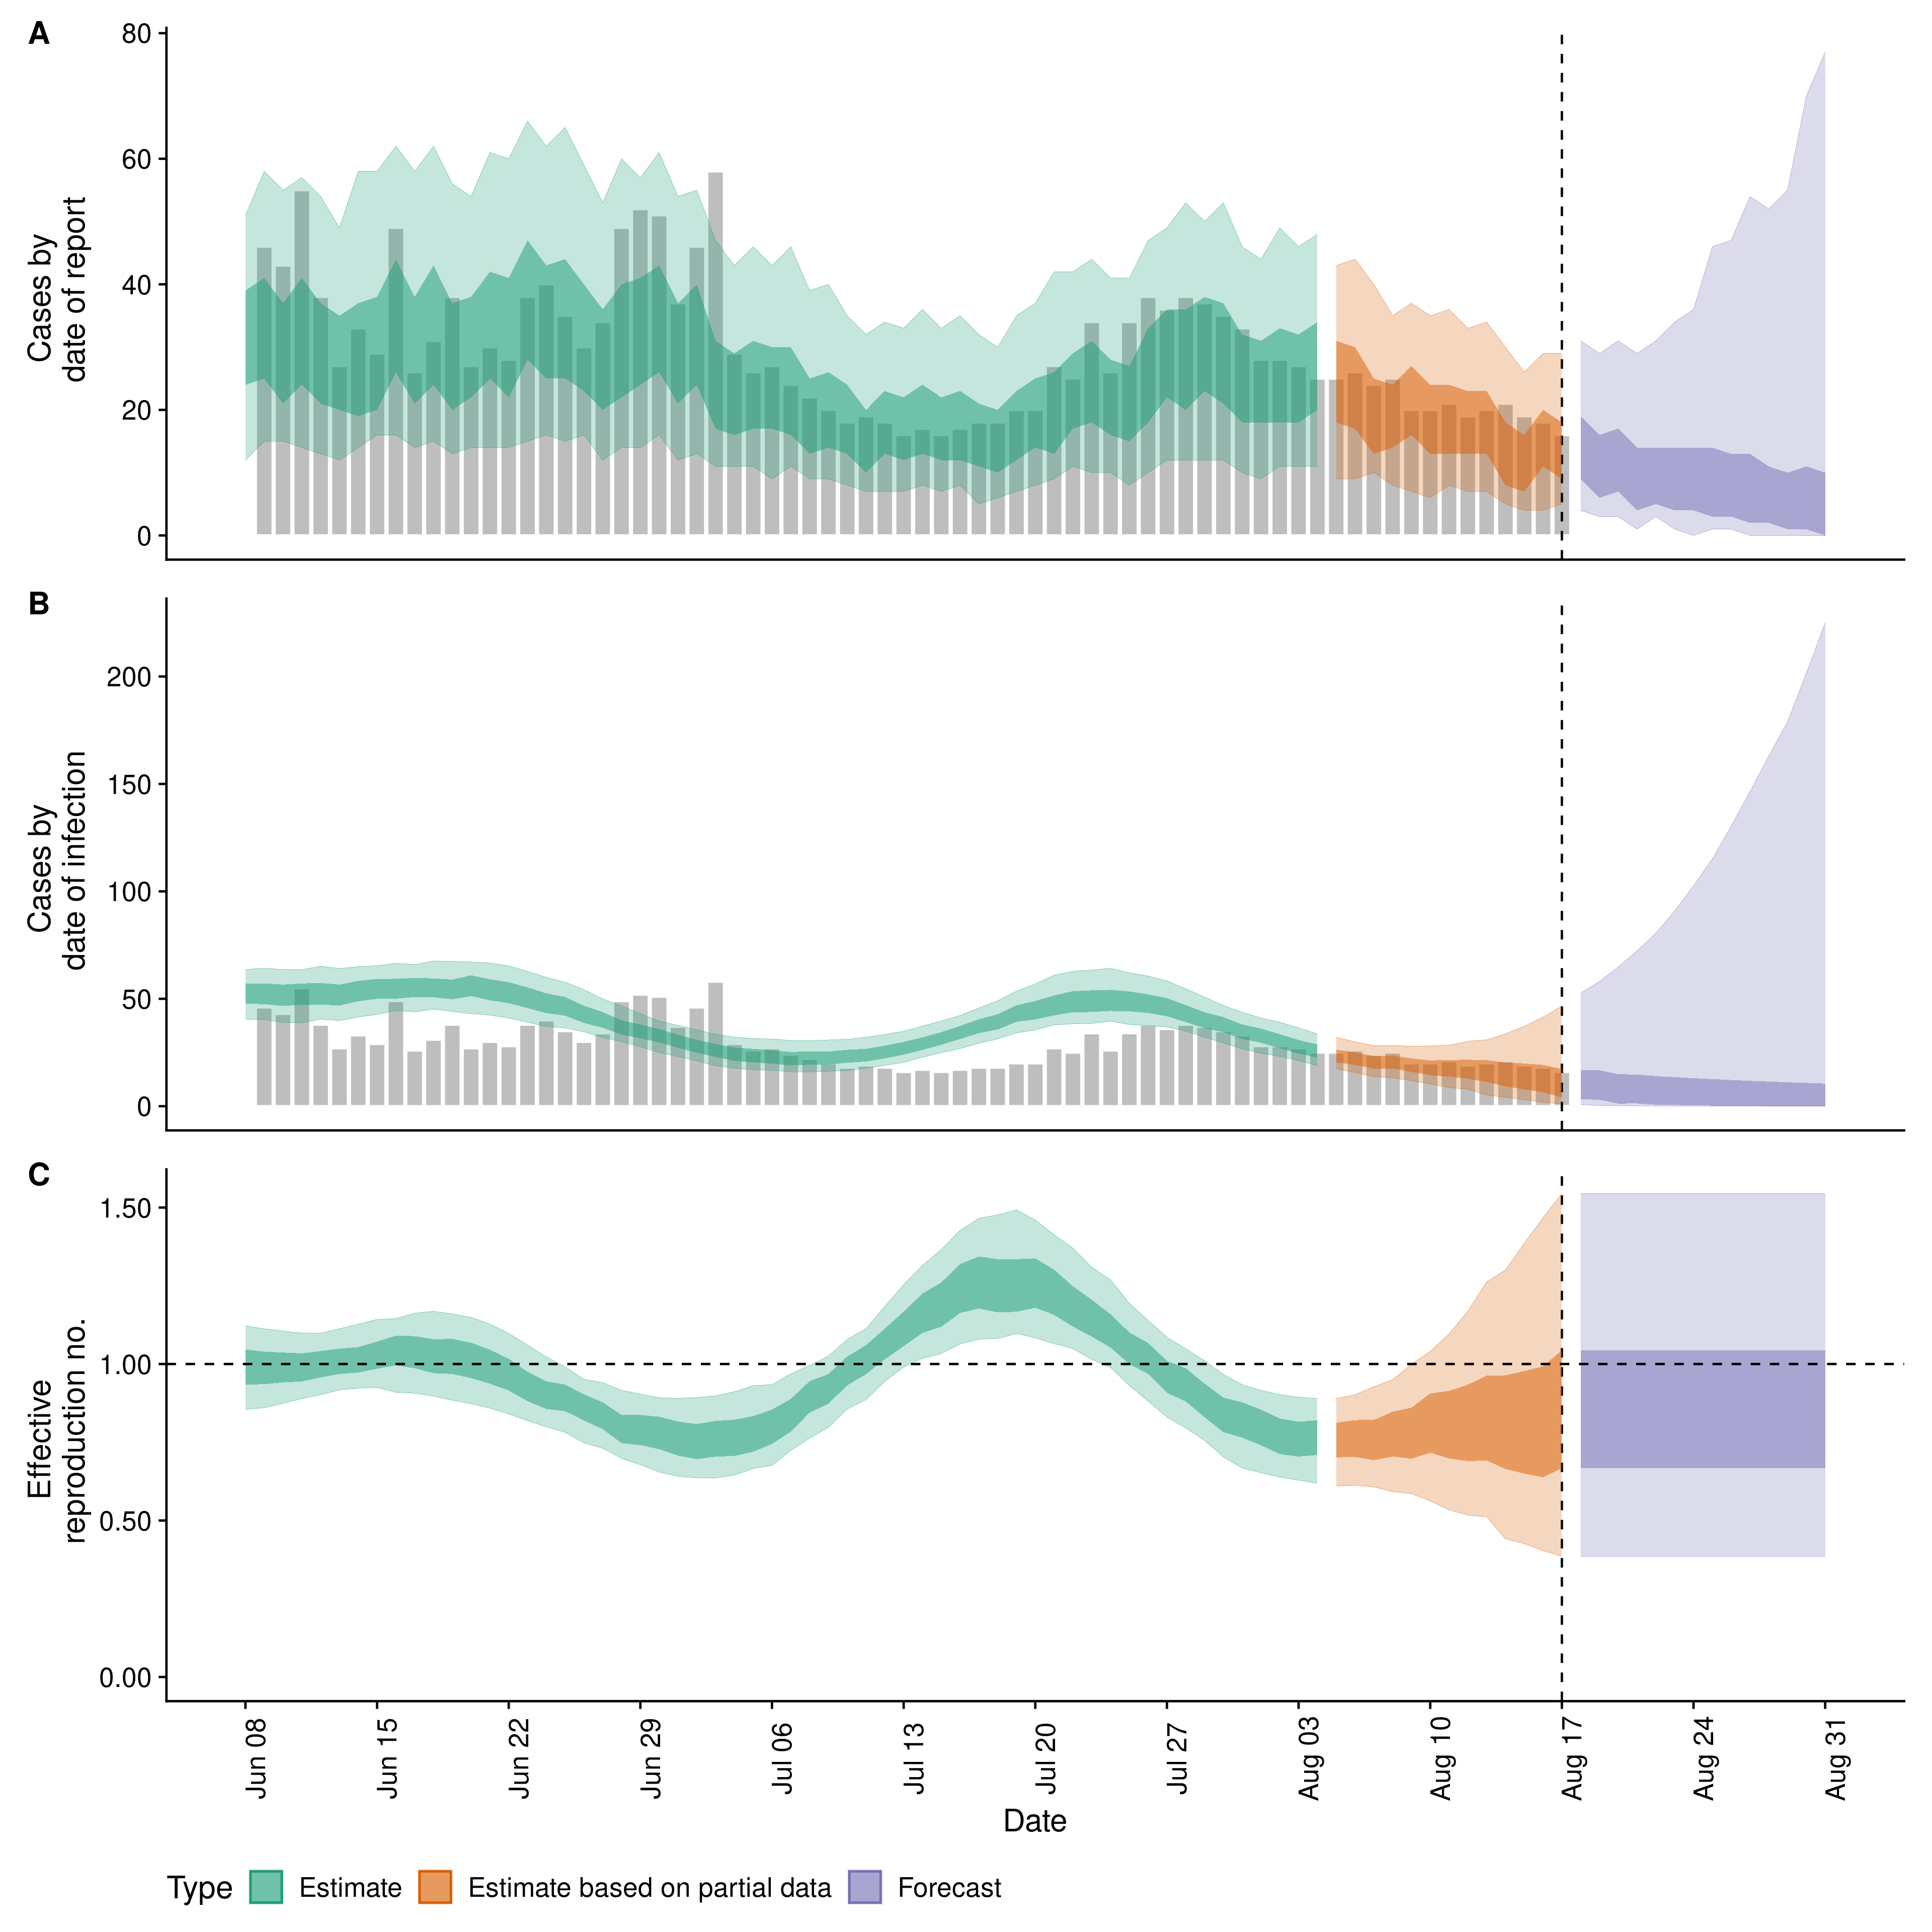 A
80
60
40
20
0
Cases by
date of report
B
200
150
100
50
0
Cases by
date of infection
C
1.50
1.00
0.50
0.00
Effective
reproduction no.
Jun 08
Jun 15
Jun 22
Jun 29
Jul 06
Jul 13
Jul 20
Jul 27
Aug 03
Aug 10
Aug 17
Aug 24
Aug 31
Date
Type Estimate Estimate based on partial data Forecast